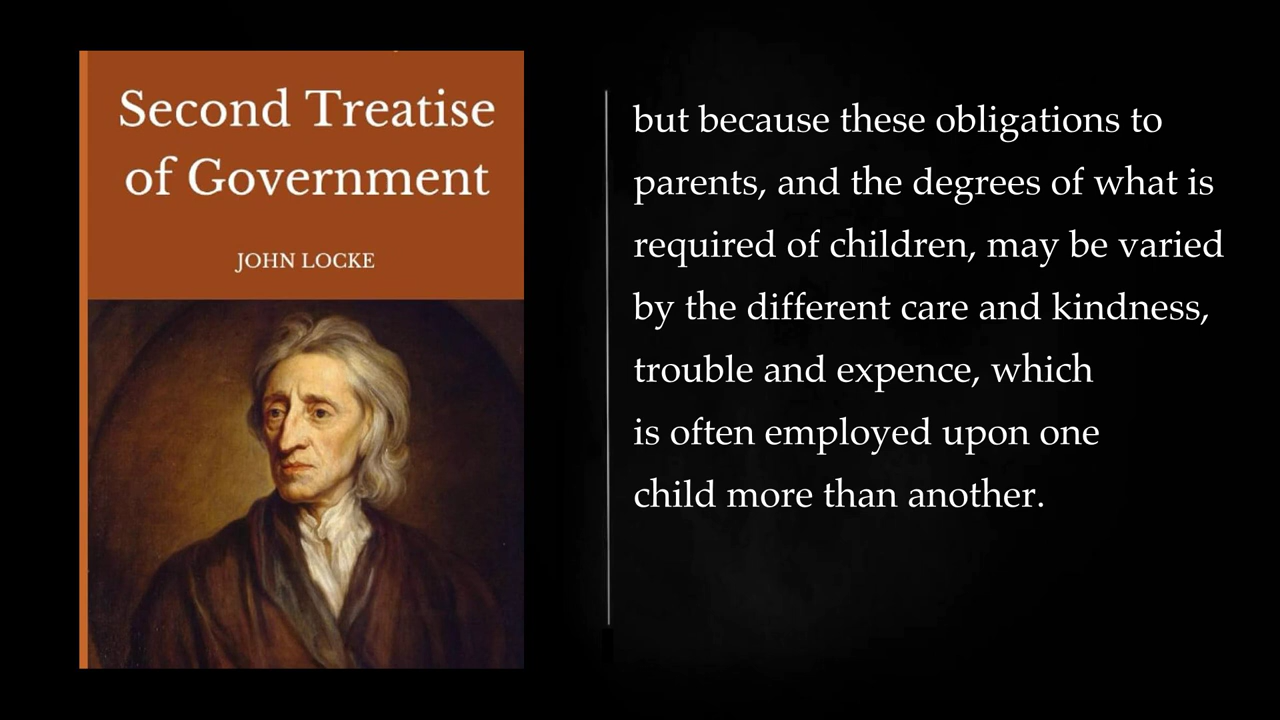 Second Treatise
of Government
JOHN LOCKE
but because these obligations to
parents, and the degrees of what is
required of children, may be varied
by the different care and kindness,
trouble and expence, which
is often employed upon one
child more than another.